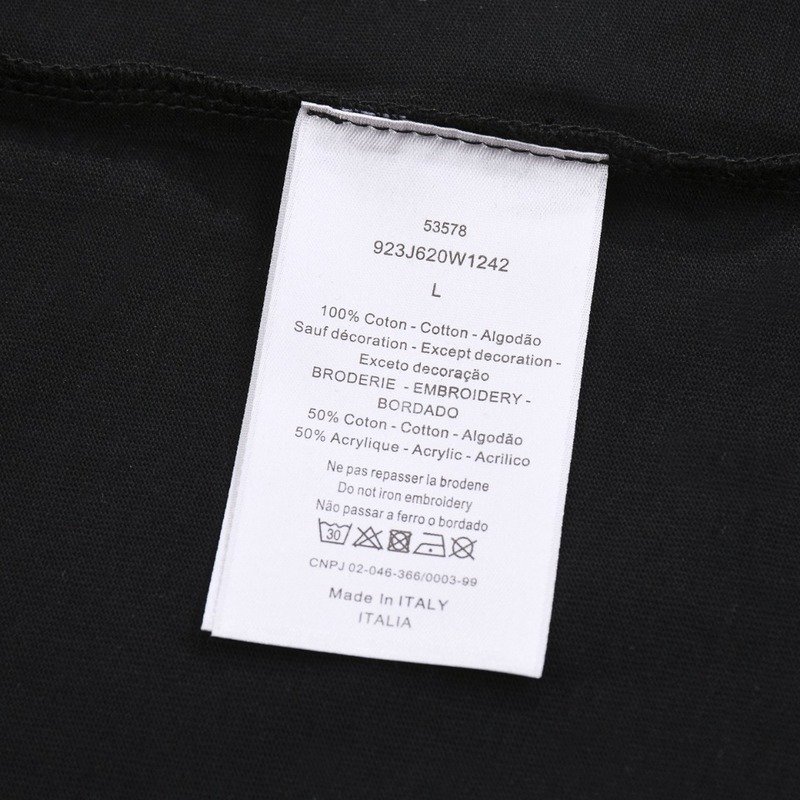 53578
923J620W1242
L
100% Coton - Cotton - Algodão
Sauf décoration - Except decoration -
Exceto decoração
BRODERIE - EMBROIDERY -
BORDADO
50% Coton - Cotton - Algodão
50% Acrylique - Acrylic - Acrilico
Ne pas repasser la brodene
Do not iron embroidery
Não passar a ferro o bordado
30
CNPJ 02-046-366/0003-99
Made In ITALY
ITALIA